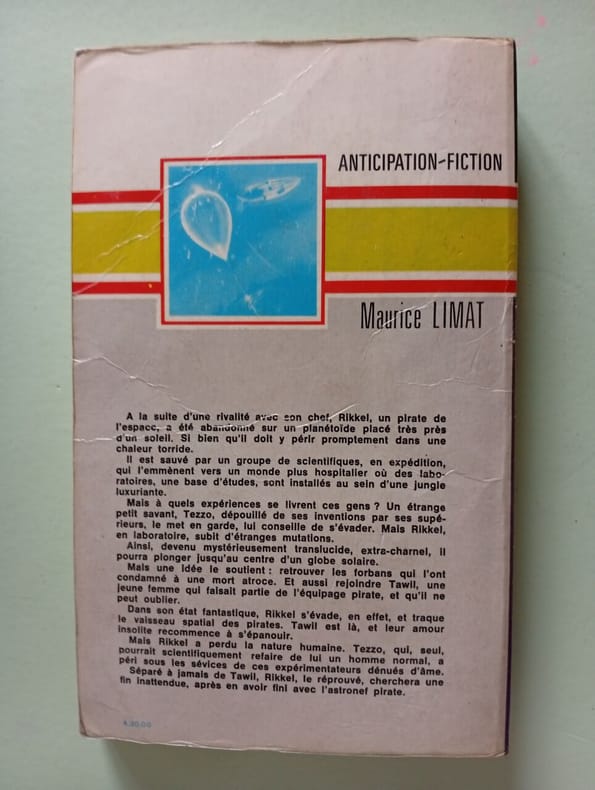 ANTICIPATION-FICTION
Maurice LIMAT
A la suite d'une rivalité avec son chef, Rikkel, un pirate de
l'espace, a été abandonné sur un planétoïde placé très près
d'un soleil. Si bien qu'il doit y périr promptement dans une
chaleur torride.
Il est sauvé par un groupe de scientifiques, en expédition,
qui l'emmènent vers un monde plus hospitalier où des labo-
ratoires, une base d'études, sont installés au sein d'une jungle
luxuriante.
Mais à quels expériences se livrent ces gens ? Un étrange
petit savant, Tezzo, dépouillé de ses inventions par ses supé-
rieurs, le met en garde, lui conseille de s'évader. Mais Rikkel,
en laboratoire, subit d'étranges mutations.
Ainsi, devenu mystérieusement translucide, extra-charnel, il
pourra plonger jusqu'au centre d'un globe solaire.
Mais une idée le soutient : retrouver les forbans qui l'ont
condamné à une mort atroce. Et aussi rejoindre Tawil, une
jeune femme qui faisait partie de l'équipage pirate, et qu'il ne
peut oublier.
Dans son état fantastique, Rikkel s'évade, en effet, et traque
le vaisseau spatial des pirates. Tawil est là, et leur amour
insolite recommence à s'épanouir.
Mais Rikkel a perdu la nature humaine. Tezzo, qui, seul,
pourrait scientifiquement refaire de lui un homme normal, a
péri sous les sévices de ces expérimentateurs dénués d'âme.
Séparé à jamais de Tawil, Rikkel, le réprouvé, cherchera une
fin inattendue, après en avoir fini avec l'astronef pirate.
4.30.00